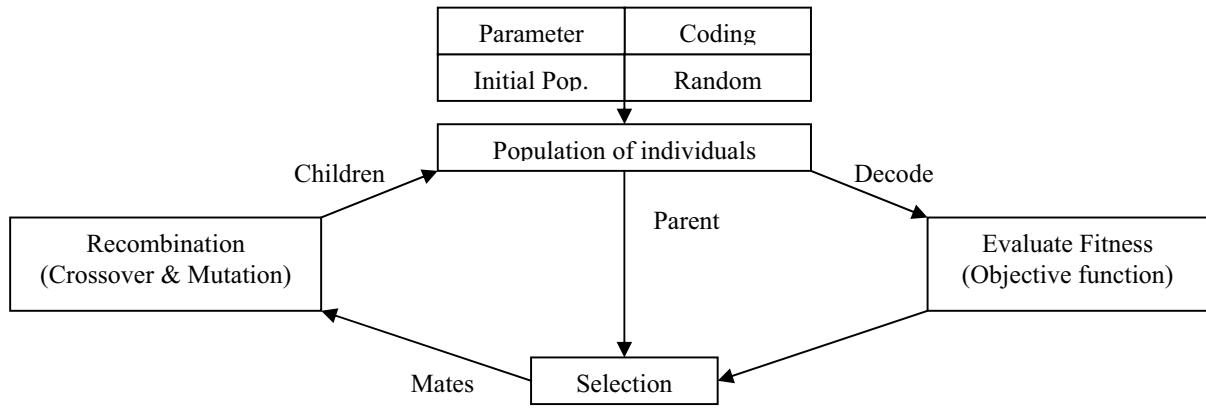 Parameter Coding
Initial Pop. Random
Population of individuals
Children
Decode
Parent
Recombination
(Crossover & Mutation)
Evaluate Fitness
(Objective function)
Mates
Selection